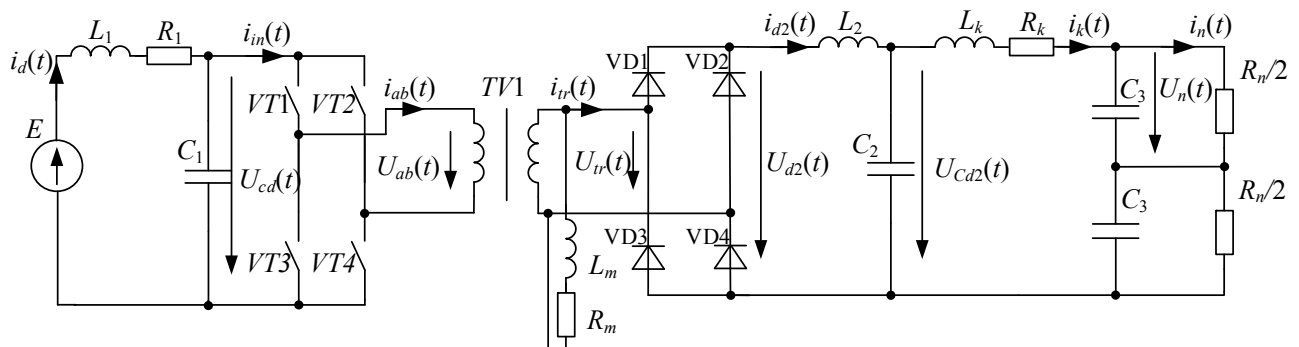 i_d(t)
L_1
R_1
i_in(t)
E
C_1
U_cd(t)
VT1
VT2
VT3
VT4
i_ab(t)
U_ab(t)
TV1
i_tr(t)
U_tr(t)
L_m
R_m
VD1
VD2
VD3
VD4
U_d2(t)
i_d2(t)
L_2
C_2
U_Cd2(t)
L_k
R_k
i_k(t)
i_n(t)
C_3
U_n(t)
R_n/2
C_3
R_n/2